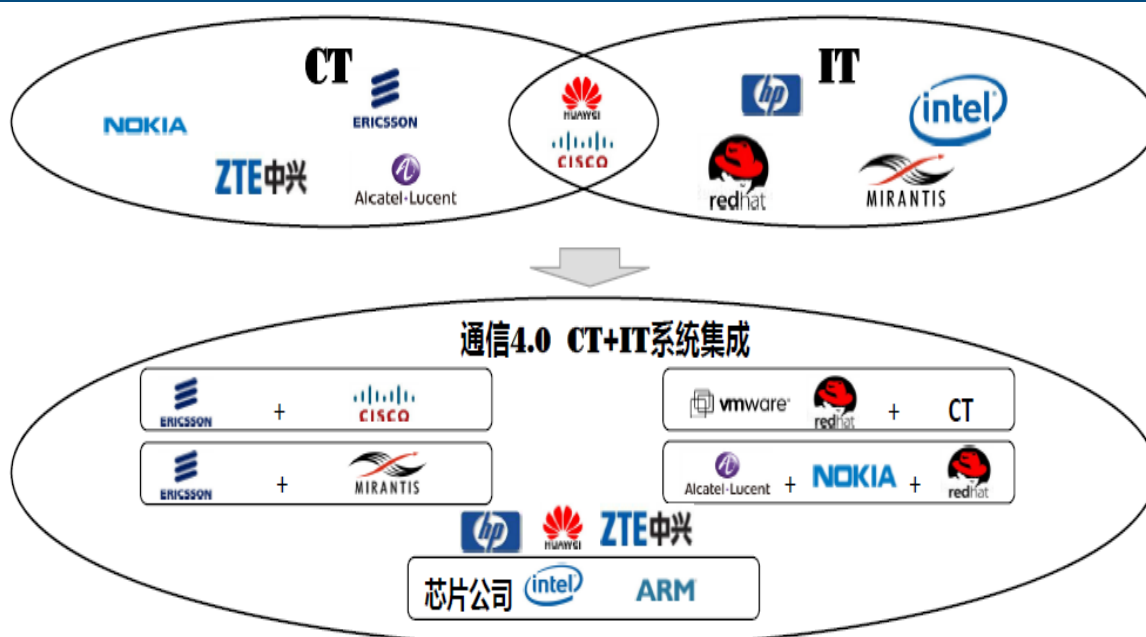 CT
IT
NOKIA
ERICSSON
ZTE中兴
Alcatel·Lucent
HUAWEI
CISCO
hp
intel
redhat
MIRANTIS
通信4.0 CT+IT系统集成
ERICSSON + CISCO
vmware redhat + CT
ERICSSON + MIRANTIS
Alcatel·Lucent + NOKIA + redhat
hp HUAWEI ZTE中兴
芯片公司 intel ARM